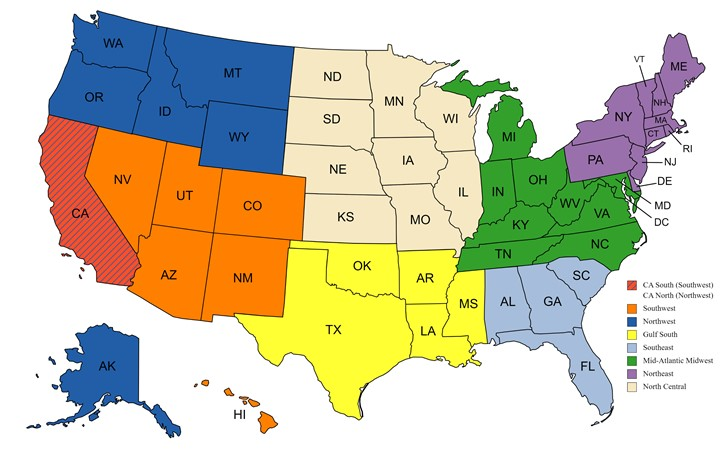 WA
MT
ND
MN
OR
ID
WY
SD
WI
MI
VT
ME
NH
NY
MA
CT
RI
NV
UT
CO
NE
IA
IL
IN
OH
PA
NJ
DE
MD
DC
CA
KS
MO
KY
WV
VA
AZ
NM
OK
AR
TN
NC
SC
TX
LA
MS
AL
GA
FL
AK
HI
CA South (Southwest)
CA North (Northwest)
Southwest
Northwest
Gulf South
Southeast
Mid-Atlantic Midwest
Northeast
North Central